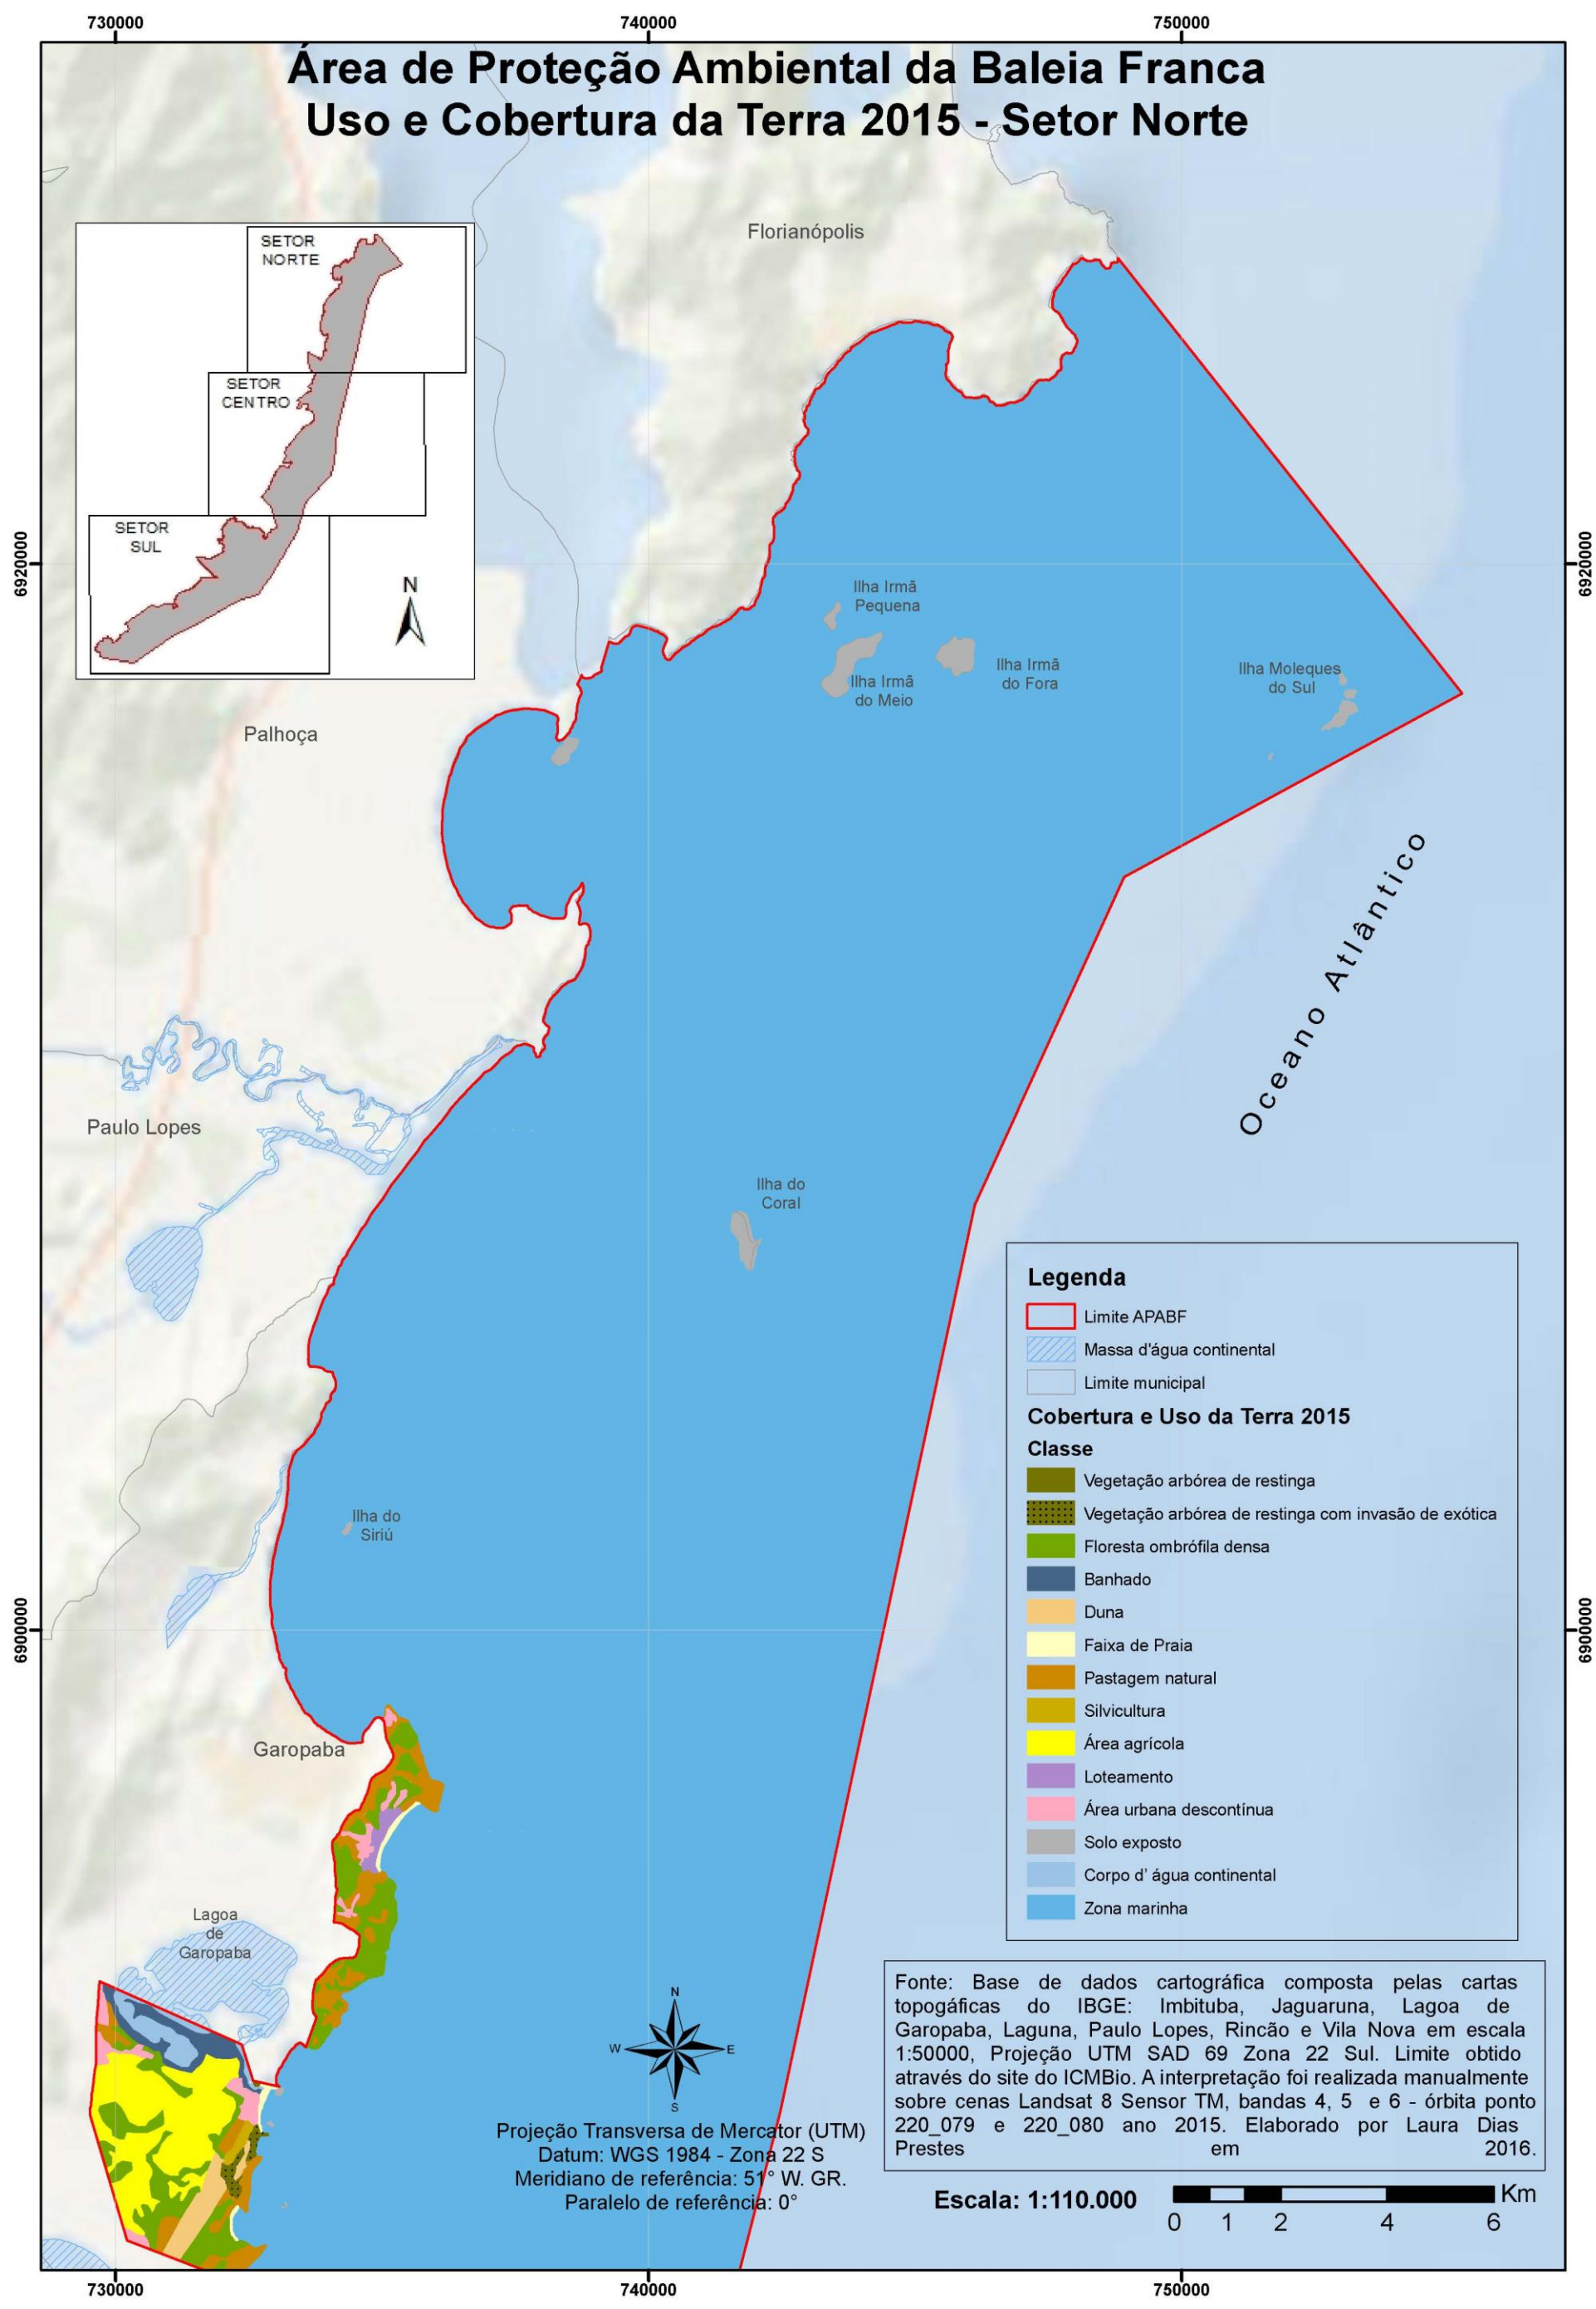 730000
740000
750000
Área de Proteção Ambiental da Baleia Franca
Uso e Cobertura da Terra 2015 - Setor Norte
SETOR
NORTE
SETOR
CENTRO
SETOR
SUL
N
Florianópolis
6920000
6920000
Ilha Irmã
Pequena
Ilha Irmã
do Meio
Ilha Irmã
do Fora
Ilha Moleques
do Sul
Palhoça
Oceano Atlântico
Paulo Lopes
Ilha do
Coral
Ilha do
Siriú
6900000
6900000
Garopaba
Lagoa
de
Garopaba
Legenda
Limite APABF
Massa d'água continental
Limite municipal
Cobertura e Uso da Terra 2015
Classe
Vegetação arbórea de restinga
Vegetação arbórea de restinga com invasão de exótica
Floresta ombrófila densa
Banhado
Duna
Faixa de Praia
Pastagem natural
Silvicultura
Área agrícola
Loteamento
Área urbana descontínua
Solo exposto
Corpo d' água continental
Zona marinha
N
W
E
S
Projeção Transversa de Mercator (UTM)
Datum: WGS 1984 - Zona 22 S
Meridiano de referência: 51° W. GR.
Paralelo de referência: 0°
Fonte: Base de dados cartográfica composta pelas cartas
topogáficas do IBGE: Imbituba, Jaguaruna, Lagoa de
Garopaba, Laguna, Paulo Lopes, Rincão e Vila Nova em escala
1:50000, Projeção UTM SAD 69 Zona 22 Sul. Limite obtido
através do site do ICMBio. A interpretação foi realizada manualmente
sobre cenas Landsat 8 Sensor TM, bandas 4, 5 e 6 - órbita ponto
220_079 e 220_080 ano 2015. Elaborado por Laura Dias
Prestes em 2016.
Escala: 1:110.000
Km
0 1 2 4 6
730000
740000
750000